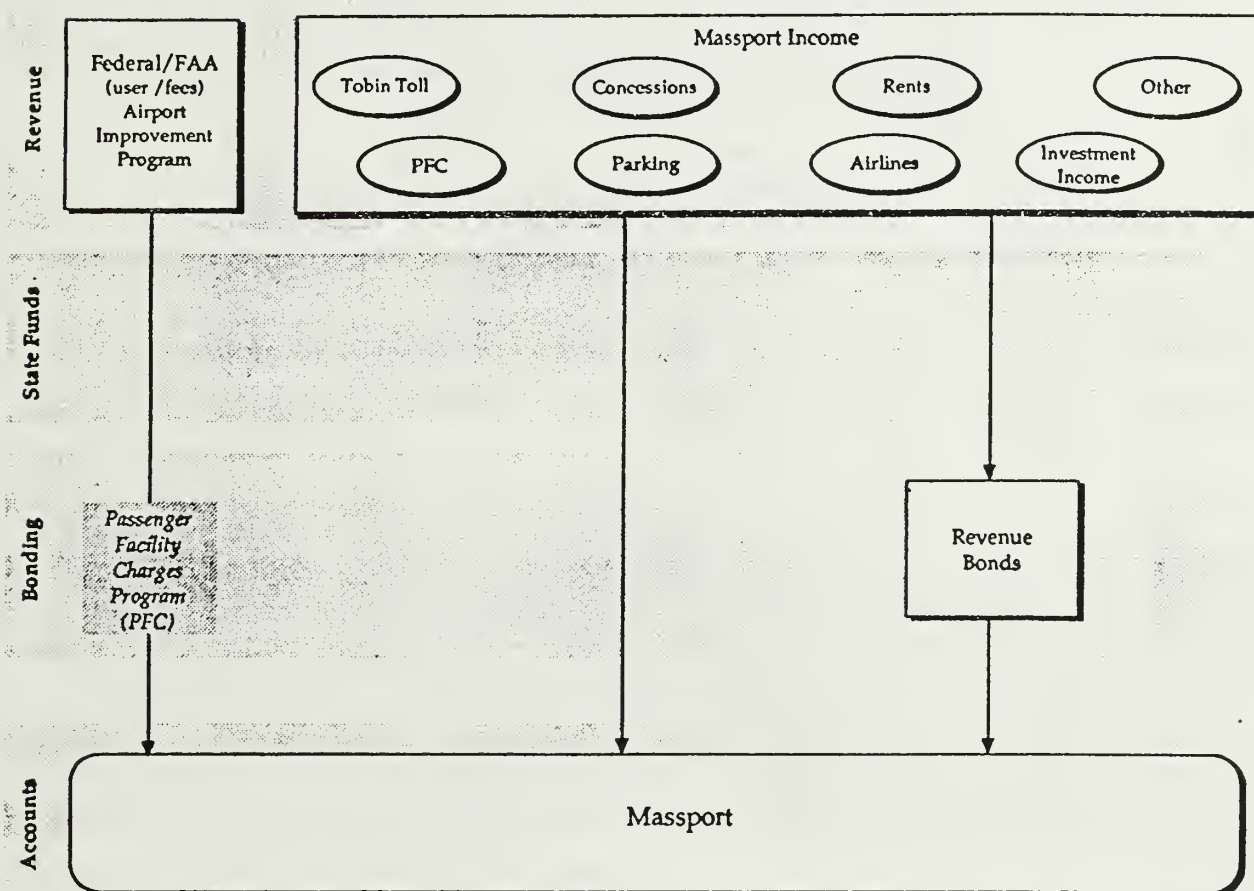 Revenue
Federal/FAA
(user /fees)
Airport
Improvement
Program
Massport Income
Tobin Toll
Concessions
Rents
Other
PFC
Parking
Airlines
Investment
Income
State Funds
Bonding
Passenger
Facility
Charges
Program
(PFC)
Revenue
Bonds
Accounts
Massport